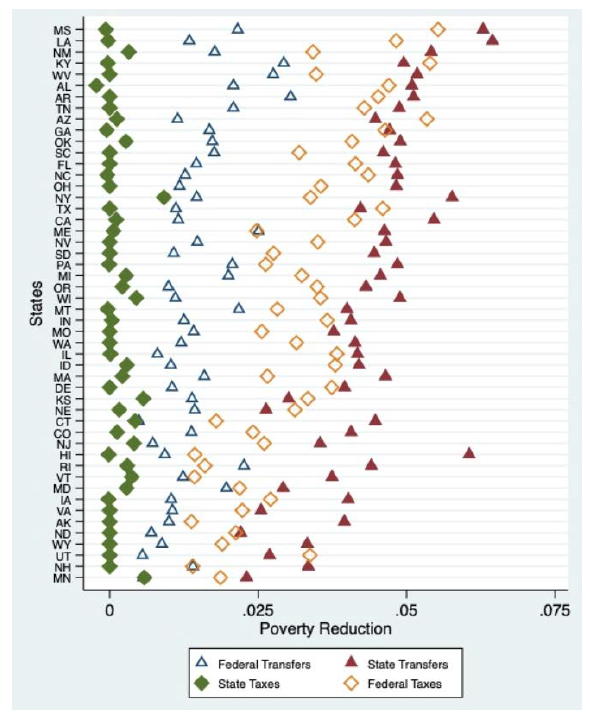 MS
LA
NM
KY
WV
AL
AR
TN
AZ
GA
OK
SC
FL
NC
OH
NY
TX
CA
ME
NV
SD
PA
MI
OR
WI
MT
IN
MO
WA
IL
ID
MA
DE
KS
NE
CT
CO
NJ
HI
RI
VT
MD
IA
VA
AK
ND
WY
UT
NH
MN
States
0 .025 .05 .075
Poverty Reduction
Federal Transfers State Transfers
State Taxes Federal Taxes